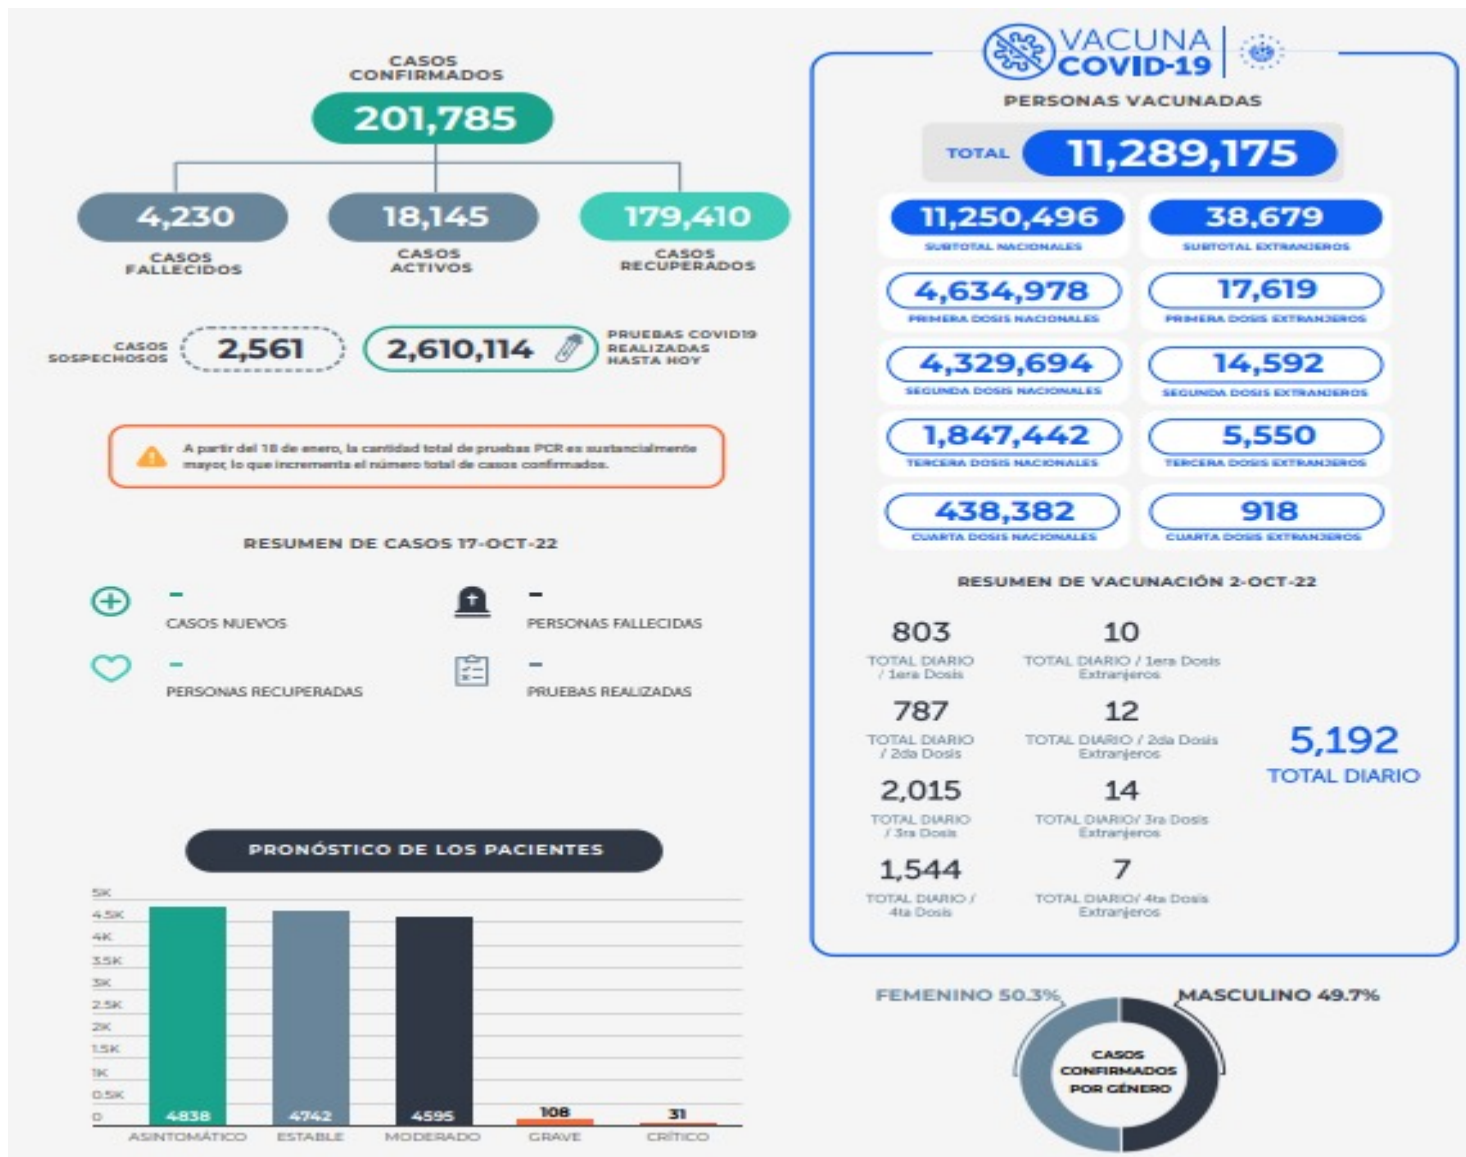 CASOS
CONFIRMADOS
201,785
4,230
CASOS
FALLECIDOS
18,145
CASOS
ACTIVOS
179,410
CASOS
RECUPERADOS
CASOS
SOSPECHOSOS
2,561
2,610,114
PRUEBAS COVID19
REALIZADAS
HASTA HOY
A partir del 18 de enero, la cantidad total de pruebas PCR es sustancialmente
mayor, lo que incrementa el número total de casos confirmados.
RESUMEN DE CASOS 17-OCT-22
-
CASOS NUEVOS
-
PERSONAS FALLECIDAS
-
PERSONAS RECUPERADAS
-
PRUEBAS REALIZADAS
PRONÓSTICO DE LOS PACIENTES
5K
4.5K
4K
3.5K
3K
2.5K
2K
1.5K
1K
0.5K
0
4838
4742
4595
108
31
ASINTOMÁTICO
ESTABLE
MODERADO
GRAVE
CRÍTICO
VACUNA
COVID-19
PERSONAS VACUNADAS
TOTAL
11,289,175
11,250,496
SUBTOTAL NACIONALES
38,679
SUBTOTAL EXTRANJEROS
4,634,978
PRIMERA DOSIS NACIONALES
17,619
PRIMERA DOSIS EXTRANJEROS
4,329,694
SEGUNDA DOSIS NACIONALES
14,592
SEGUNDA DOSIS EXTRANJEROS
1,847,442
TERCERA DOSIS NACIONALES
5,550
TERCERA DOSIS EXTRANJEROS
438,382
CUARTA DOSIS NACIONALES
918
CUARTA DOSIS EXTRANJEROS
RESUMEN DE VACUNACIÓN 2-OCT-22
803
TOTAL DIARIO
/ 1era Dosis
10
TOTAL DIARIO / 1era Dosis
Extranjeros
787
TOTAL DIARIO
/ 2da Dosis
12
TOTAL DIARIO / 2da Dosis
Extranjeros
2,015
TOTAL DIARIO
/ 3ra Dosis
14
TOTAL DIARIO/ 3ra Dosis
Extranjeros
1,544
TOTAL DIARIO /
4ta Dosis
7
TOTAL DIARIO/ 4ta Dosis
Extranjeros
5,192
TOTAL DIARIO
FEMENINO 50.3%
MASCULINO 49.7%
CASOS
CONFIRMADOS
POR GÉNERO